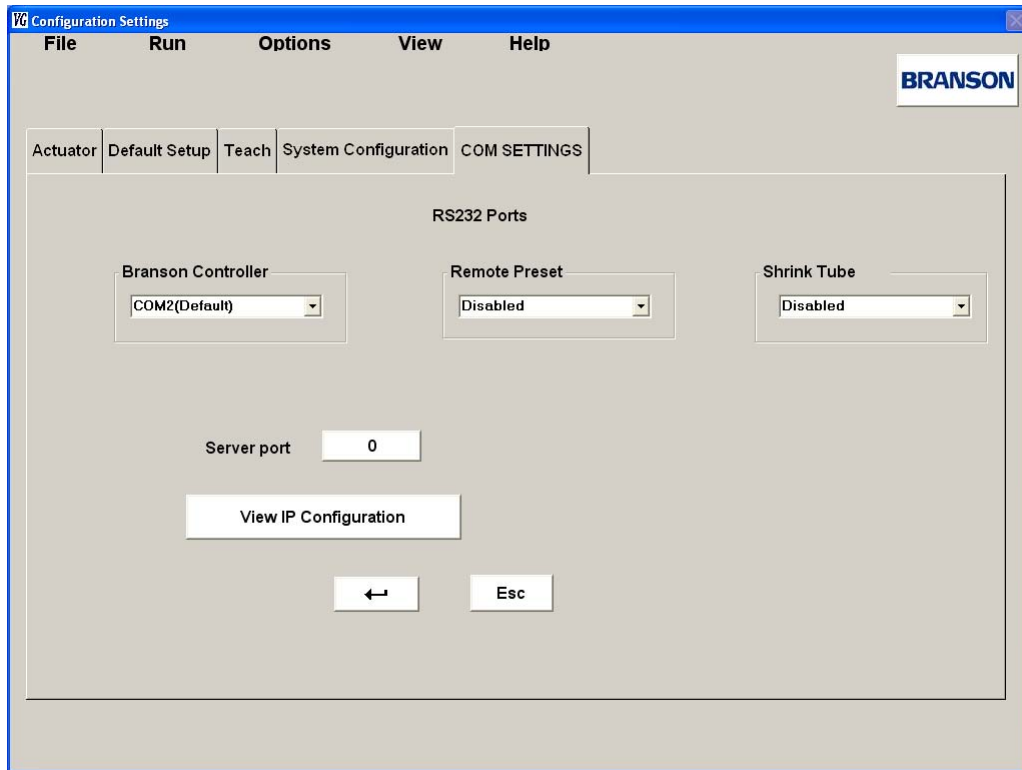 VG Configuration Settings
File Run Options View Help
BRANSON
Actuator Default Setup Teach System Configuration COM SETTINGS
RS232 Ports
Branson Controller Remote Preset Shrink Tube
COM2(Default) Disabled Disabled
Server port 0
View IP Configuration
Esc